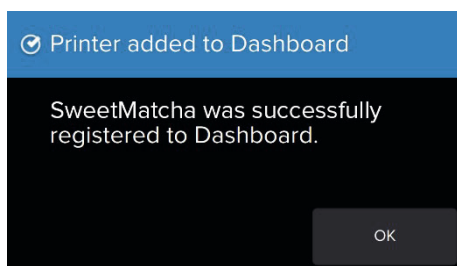 Printer added to Dashboard
SweetMatcha was successfully
registered to Dashboard.
OK